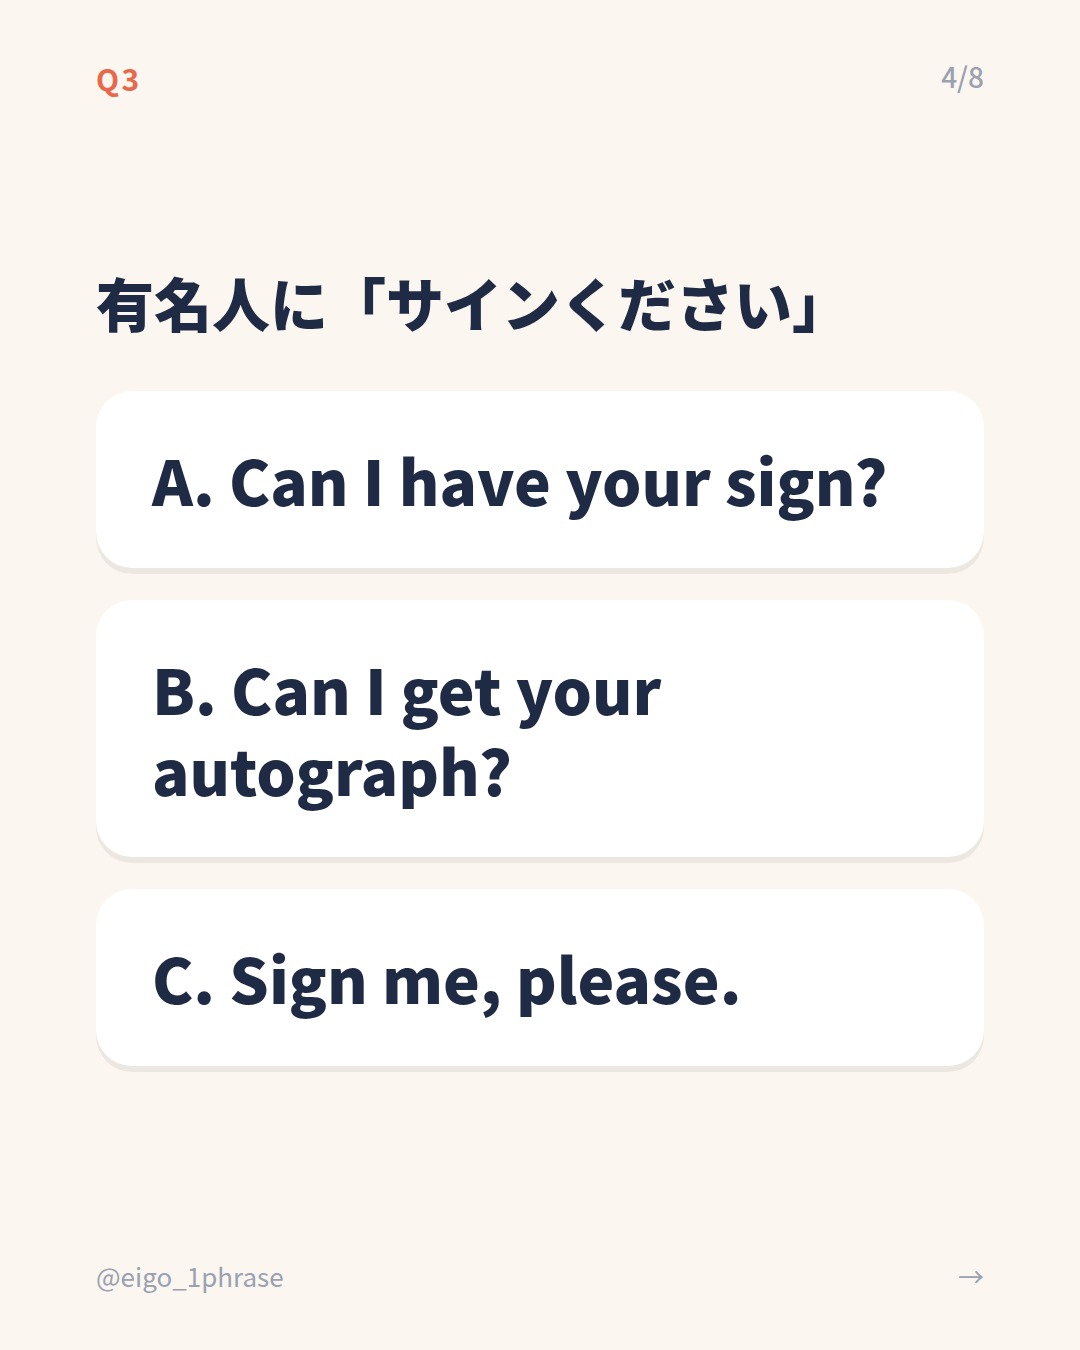 Q3
4/8
有名人に「サインください」
A. Can I have your sign?
B. Can I get your
autograph?
C. Sign me, please.
@eigo_1phrase
→